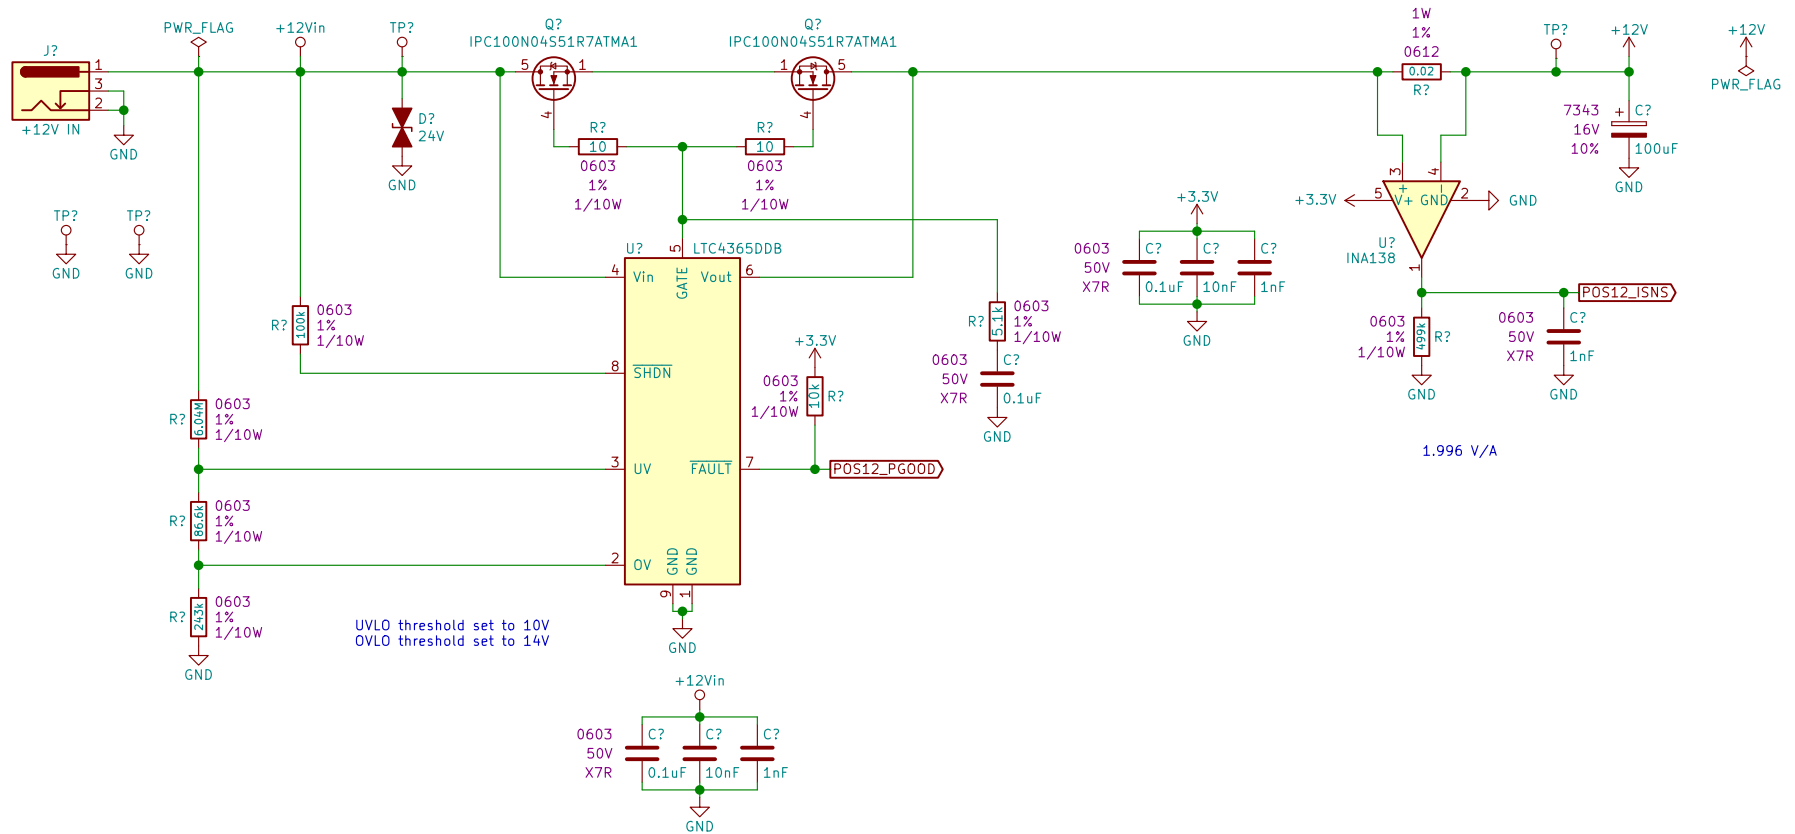 J?
1
3
2
+12V IN
GND
PWR_FLAG
+12Vin
TP?
D?
24V
GND
TP?
GND
TP?
GND
Q?
IPC100N04S51R7ATMA1
5
1
4
Q?
IPC100N04S51R7ATMA1
1
5
4
R?
10
0603
1%
1/10W
R?
10
0603
1%
1/10W
U?
LTC4365DDB
5
GATE
4
Vin
Vout
6
8
SHDN
3
UV
FAULT
7
2
OV
GND
GND
9
1
GND
R?
100k
0603
1%
1/10W
R?
6.04M
0603
1%
1/10W
R?
86.6k
0603
1%
1/10W
R?
243k
0603
1%
1/10W
GND
UVLO threshold set to 10V
OVLO threshold set to 14V
+3.3V
0603
1%
1/10W
10k
R?
POS12_PGOOD
R?
5.1k
0603
1%
1/10W
0603
50V
X7R
C?
0.1uF
GND
+3.3V
0603
50V
X7R
C?
0.1uF
C?
10nF
C?
1nF
GND
1W
1%
0612
0.02
R?
TP?
+12V
+12V
PWR_FLAG
7343
16V
10%
+
C?
100uF
GND
+3.3V
5
3
4
+
-
V+
GND
2
GND
U?
INA138
1
POS12_ISNS
0603
1%
1/10W
499k
R?
GND
0603
50V
X7R
C?
1nF
GND
1.996 V/A
+12Vin
0603
50V
X7R
C?
0.1uF
C?
10nF
C?
1nF
GND